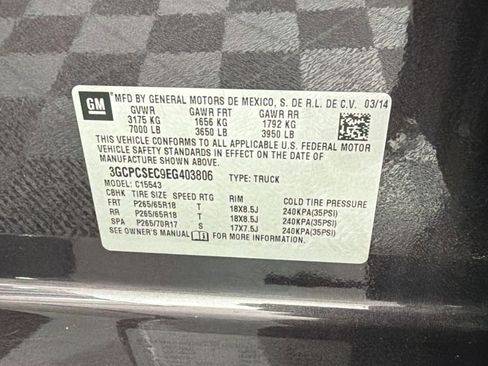 GM
MFD BY GENERAL MOTORS DE MEXICO, S. DE R.L. DE C.V. 03/14
GVWR GAWR FRT GAWR RR
3175 KG 1656 KG 1792 KG
7000 LB 3650 LB 3950 LB
THIS VEHICLE CONFORMS TO ALL APPLICABLE U.S. FEDERAL MOTOR
VEHICLE SAFETY STANDARDS IN EFFECT ON THE DATE OF
MANUFACTURE SHOWN ABOVE.
3GCPCSEC9EG403806 TYPE: TRUCK
CBHK MODEL: C15543
TIRE SIZE SPEED RTG RIM COLD TIRE PRESSURE
FRT P265/65R18 T 18X8.5J 240KPA(35PSI)
RR P265/65R18 T 18X8.5J 240KPA(35PSI)
SPA P265/70R17 S 17X7.5J 240KPA(35PSI)
SEE OWNER'S MANUAL FOR MORE INFORMATION.